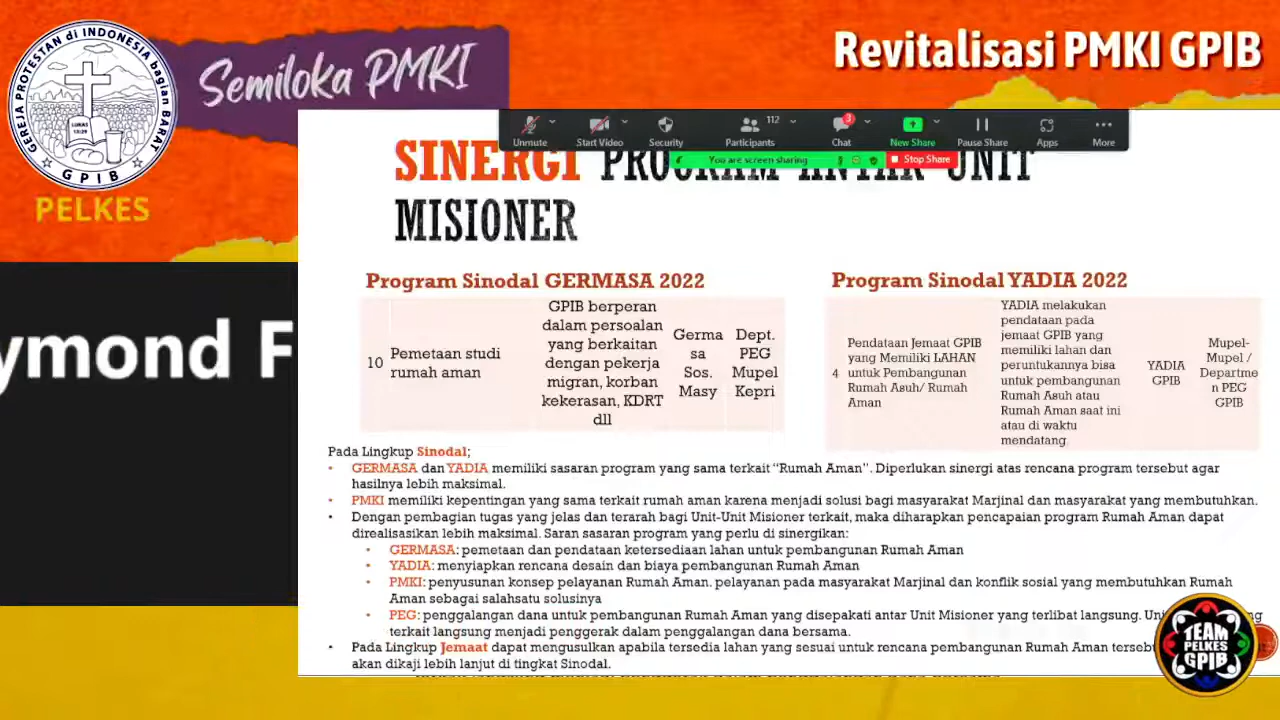 GEREJA PROTESTAN di INDONESIA bagian BARAT
LUKAS
GPIB
PELKES
Semiloka PMKI
Revitalisasi PMKI GPIB
Unmute
Start Video
Security
112
Participants
3
Chat
New Share
Pause Share
Apps
More
You are screen sharing
Stop Share
SINERGI PROGRAM ANTAR UNIT
MISIONER
ymond F
Program Sinodal GERMASA 2022
10
Pemetaan studi
rumah aman
GPIB berperan
dalam persoalan
yang berkaitan
dengan pekerja
migran, korban
kekerasan, KDRT
dll
Germa
sa
Sos.
Masy
Dept.
PEG
Mupel
Kepri
Program Sinodal YADIA 2022
4
Pendataan Jemaat GPIB
yang Memiliki LAHAN
untuk Pembangunan
Rumah Asuh/ Rumah
Aman
YADIA melakukan
pendataan pada
jemaat GPIB yang
memiliki lahan dan
peruntukannya bisa
untuk pembangunan
Rumah Asuh atau
Rumah Aman saat ini
atau di waktu
mendatang
YADIA
GPIB
Mupel-
Mupel /
Departme
n PEG
GPIB
Pada Lingkup Sinodal;
• GERMASA dan YADIA memiliki sasaran program yang sama terkait "Rumah Aman". Diperlukan sinergi atas rencana program tersebut agar
hasilnya lebih maksimal.
• PMKI memiliki kepentingan yang sama terkait rumah aman karena menjadi solusi bagi masyarakat Marjinal dan masyarakat yang membutuhkan.
• Dengan pembagian tugas yang jelas dan terarah bagi Unit-Unit Misioner terkait, maka diharapkan pencapaian program Rumah Aman dapat
direalisasikan lebih maksimal. Saran sasaran program yang perlu di sinergikan:
• GERMASA: pemetaan dan pendataan ketersediaan lahan untuk pembangunan Rumah Aman
• YADIA: menyiapkan rencana desain dan biaya pembangunan Rumah Aman
• PMKI: penyusunan konsep pelayanan Rumah Aman. pelayanan pada masyarakat Marjinal dan konflik sosial yang membutuhkan Rumah
Aman sebagai salahsatu solusinya
• PEG: penggalangan dana untuk pembangunan Rumah Aman yang disepakati antar Unit Misioner yang terlibat langsung.
terkait langsung menjadi penggerak dalam penggalangan dana bersama.
• Pada Lingkup Jemaat dapat mengusulkan apabila tersedia lahan yang sesuai untuk rencana pembangunan Rumah Aman
akan dikaji lebih lanjut di tingkat Sinodal.
TEAM
PELKES
GPIB